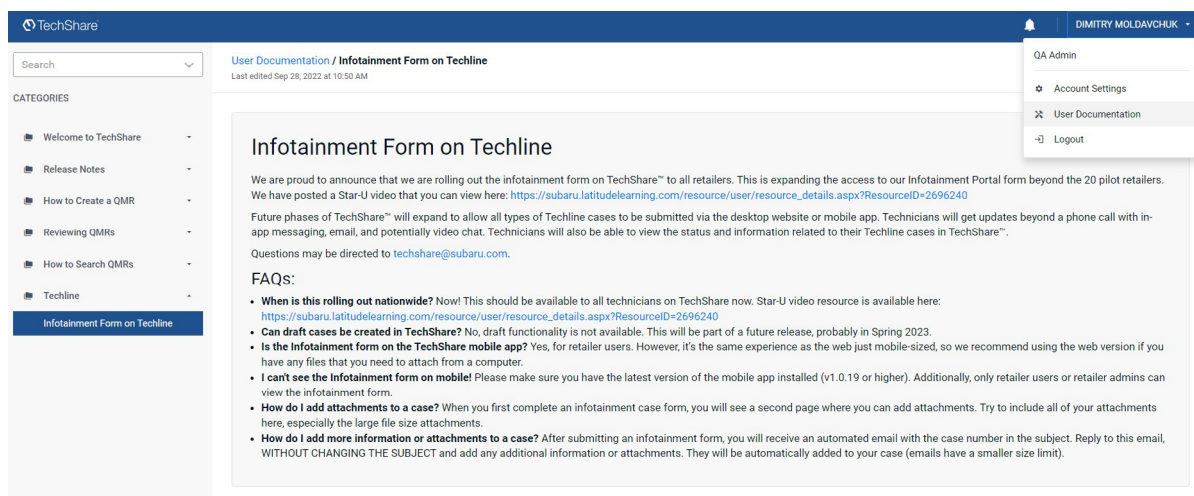 TechShare
DIMITRY MOLDAVCHUK
Search
CATEGORIES
Welcome to TechShare
Release Notes
How to Create a QMR
Reviewing QMRs
How to Search QMRs
Techline
Infotainment Form on Techline
User Documentation / Infotainment Form on Techline
Last edited Sep 28, 2022 at 10:50 AM
QA Admin
Account Settings
User Documentation
Logout
Infotainment Form on Techline
We are proud to announce that we are rolling out the infotainment form on TechShare™ to all retailers. This is expanding the access to our Infotainment Portal form beyond the 20 pilot retailers.
We have posted a Star-U video that you can view here: https://subaru.latitudelearning.com/resource/user/resource_details.aspx?ResourceID=2696240
Future phases of TechShare™ will expand to allow all types of Techline cases to be submitted via the desktop website or mobile app. Technicians will get updates beyond a phone call with in-
app messaging, email, and potentially video chat. Technicians will also be able to view the status and information related to their Techline cases in TechShare™.
Questions may be directed to techshare@subaru.com.
FAQs:
• When is this rolling out nationwide? Now! This should be available to all technicians on TechShare now. Star-U video resource is available here:
https://subaru.latitudelearning.com/resource/user/resource_details.aspx?ResourceID=2696240
• Can draft cases be created in TechShare? No, draft functionality is not available. This will be part of a future release, probably in Spring 2023.
• Is the Infotainment form on the TechShare mobile app? Yes, for retailer users. However, it's the same experience as the web just mobile-sized, so we recommend using the web version if you
have any files that you need to attach from a computer.
• I can't see the Infotainment form on mobile! Please make sure you have the latest version of the mobile app installed (v1.0.19 or higher). Additionally, only retailer users or retailer admins can
view the infotainment form.
• How do I add attachments to a case? When you first complete an infotainment case form, you will see a second page where you can add attachments. Try to include all of your attachments
here, especially the large file size attachments.
• How do I add more information or attachments to a case? After submitting an infotainment form, you will receive an automated email with the case number in the subject. Reply to this email,
WITHOUT CHANGING THE SUBJECT and add any additional information or attachments. They will be automatically added to your case (emails have a smaller size limit).